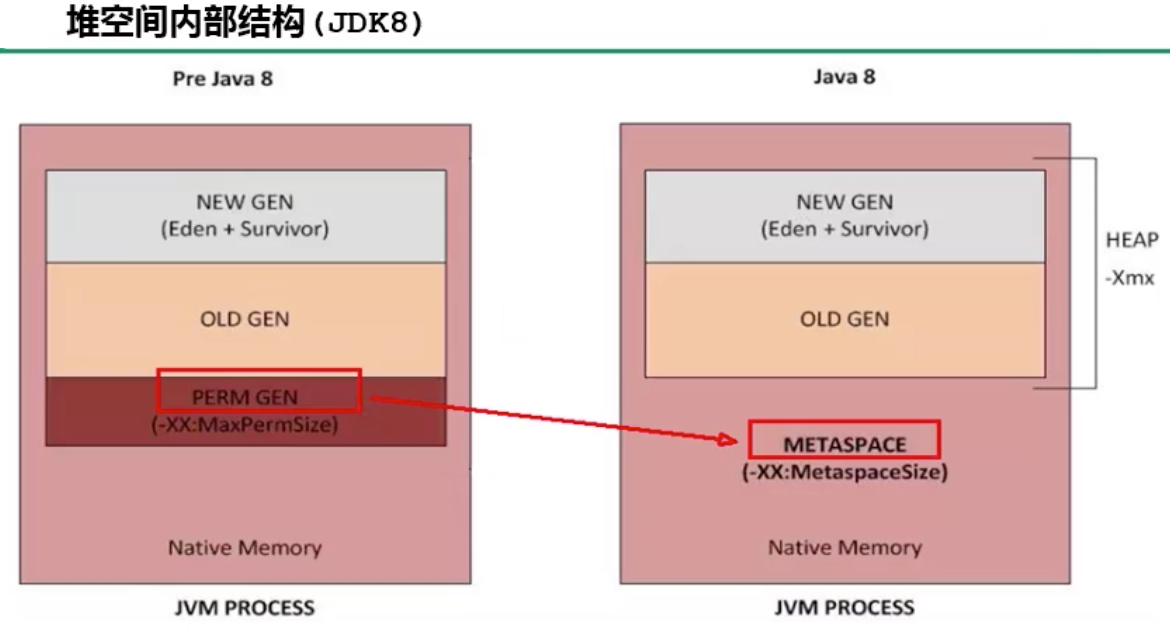 堆空间内部结构(JDK8)
Pre Java 8
NEW GEN
(Eden + Survivor)
OLD GEN
PERM GEN
(-XX:MaxPermSize)
Native Memory
JVM PROCESS
Java 8
NEW GEN
(Eden + Survivor)
OLD GEN
HEAP
-Xmx
METASPACE
(-XX:MetaspaceSize)
Native Memory
JVM PROCESS